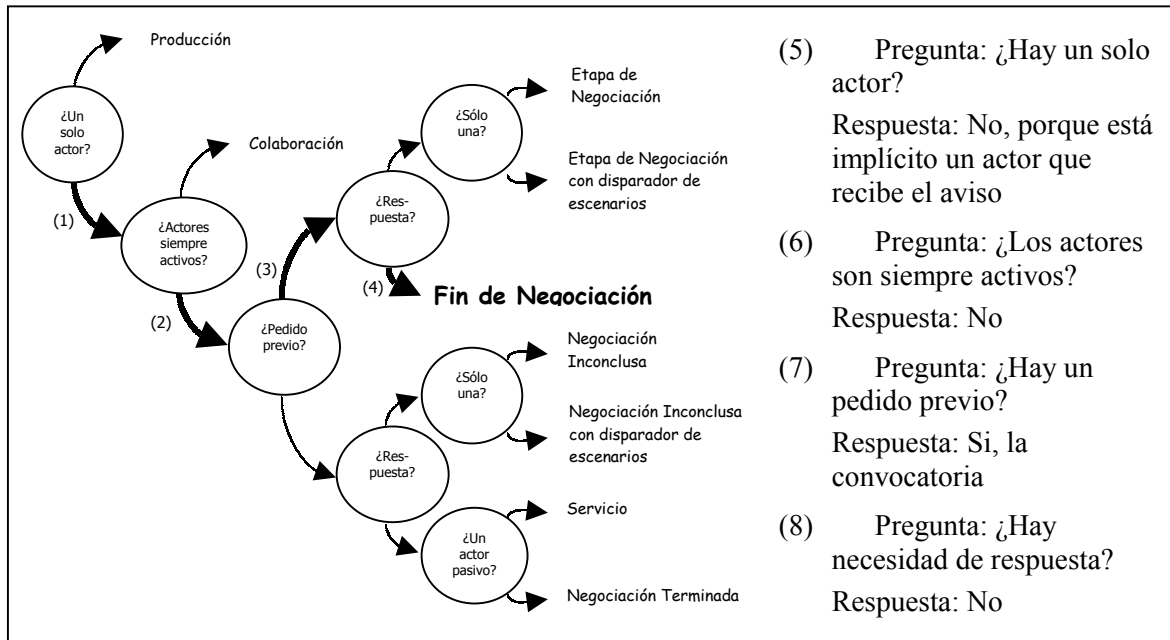 Producción
¿Un
solo
actor?
(1)
Colaboración
¿Actores
siempre
activos?
(2)
¿Pedido
previo?
(3)
¿Res-
puesta?
(4)
¿Sólo
una?
Etapa de
Negociación
Etapa de Negociación
con disparador de
escenarios
Fin de Negociación
¿Res-
puesta?
¿Sólo
una?
Negociación
Inconclusa
Negociación Inconclusa
con disparador de
escenarios
¿Un
actor
pasivo?
Servicio
Negociación Terminada
(5) Pregunta: ¿Hay un solo
actor?
Respuesta: No, porque está
implícito un actor que
recibe el aviso
(6) Pregunta: ¿Los actores
son siempre activos?
Respuesta: No
(7) Pregunta: ¿Hay un
pedido previo?
Respuesta: Si, la
convocatoria
(8) Pregunta: ¿Hay
necesidad de respuesta?
Respuesta: No